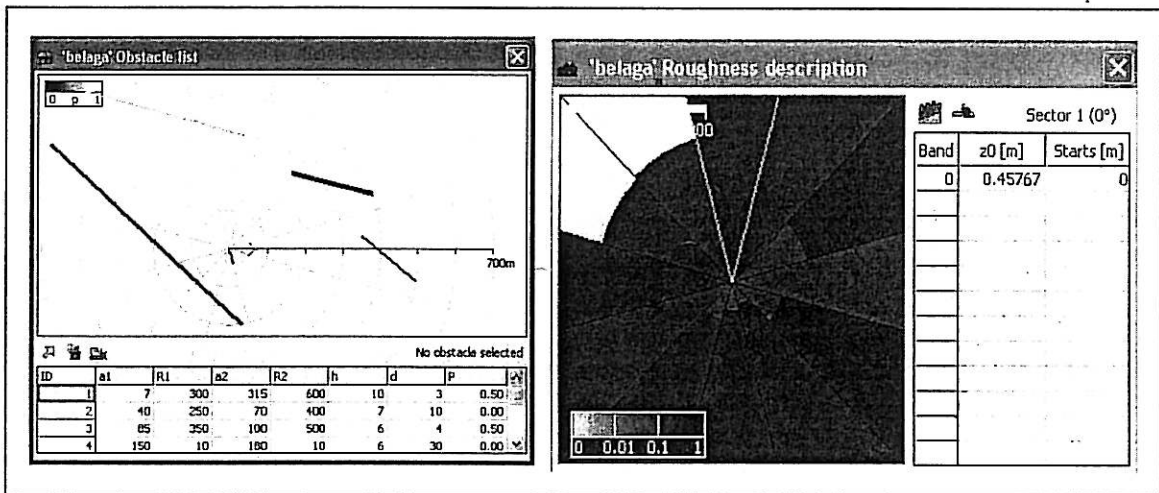 'belaga' Obstacle list
0 p 1
700m
No obstacle selected
ID a1 R1 a2 R2 h d P
1 7 300 315 600 10 3 0.50
2 40 250 70 400 7 10 0.00
3 85 350 100 500 6 4 0.50
4 150 10 180 10 6 30 0.00
'belaga' Roughness description
00
0 0.01 0.1 1
Sector 1 (0°)
Band z0 [m] Starts [m]
0 0.45767 0